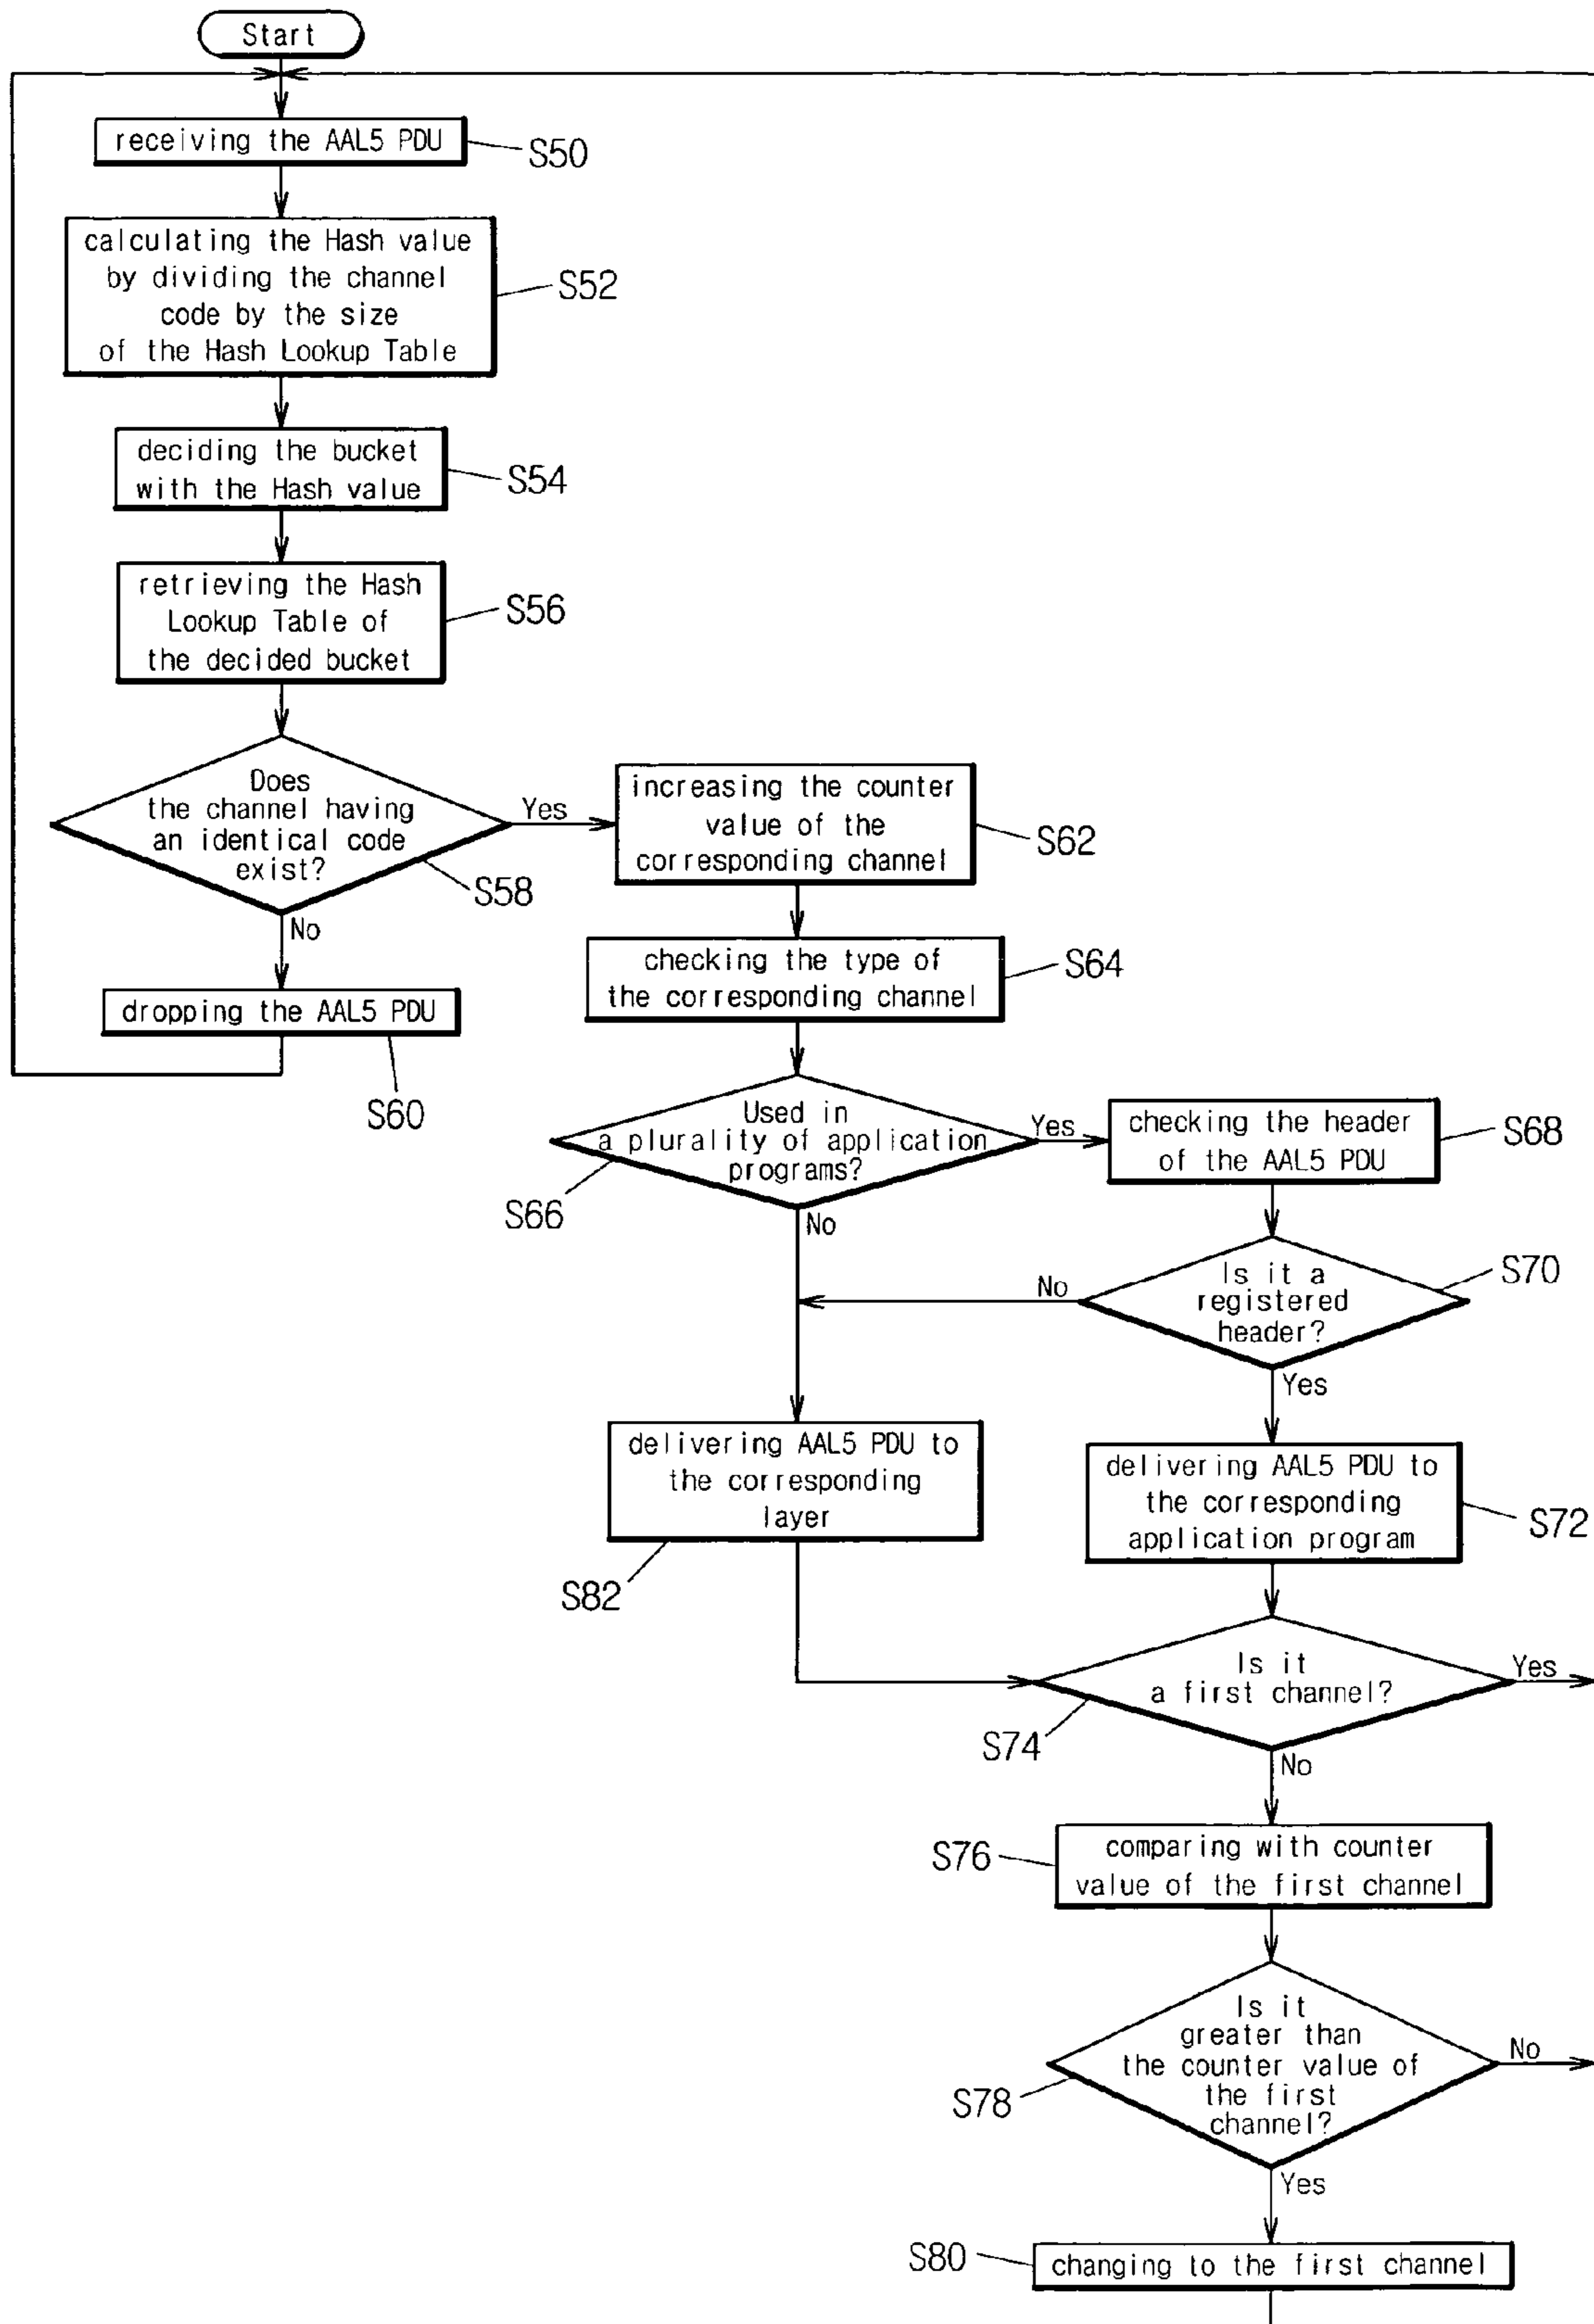 Start
receiving the AAL5 PDU
S50
calculating the Hash value
by dividing the channel
code by the size
of the Hash Lookup Table
S52
deciding the bucket
with the Hash value
S54
retrieving the Hash
Lookup Table of
the decided bucket
S56
Does
the channel having
an identical code
exist?
S58
Yes
No
dropping the AAL5 PDU
S60
increasing the counter
value of the
corresponding channel
S62
checking the type of
the corresponding channel
S64
Used in
a plurality of application
programs?
S66
Yes
No
checking the header
of the AAL5 PDU
S68
Is it a
registered
header?
S70
No
Yes
delivering AAL5 PDU to
the corresponding
layer
S82
delivering AAL5 PDU to
the corresponding
application program
S72
Is it
a first channel?
S74
Yes
No
comparing with counter
value of the first channel
S76
Is it
greater than
the counter value of
the first
channel?
S78
No
Yes
changing to the first channel
S80